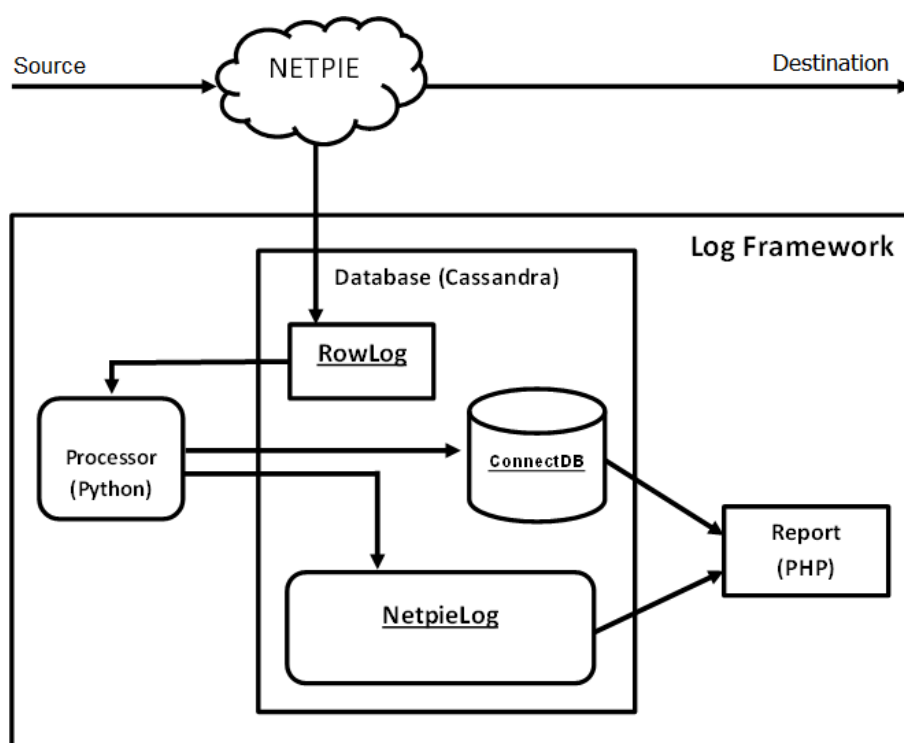 NETPIE
Source
Destination
Log Framework
Database (Cassandra)
RowLog
Processor
(Python)
ConnectDB
Report
(PHP)
NetpieLog